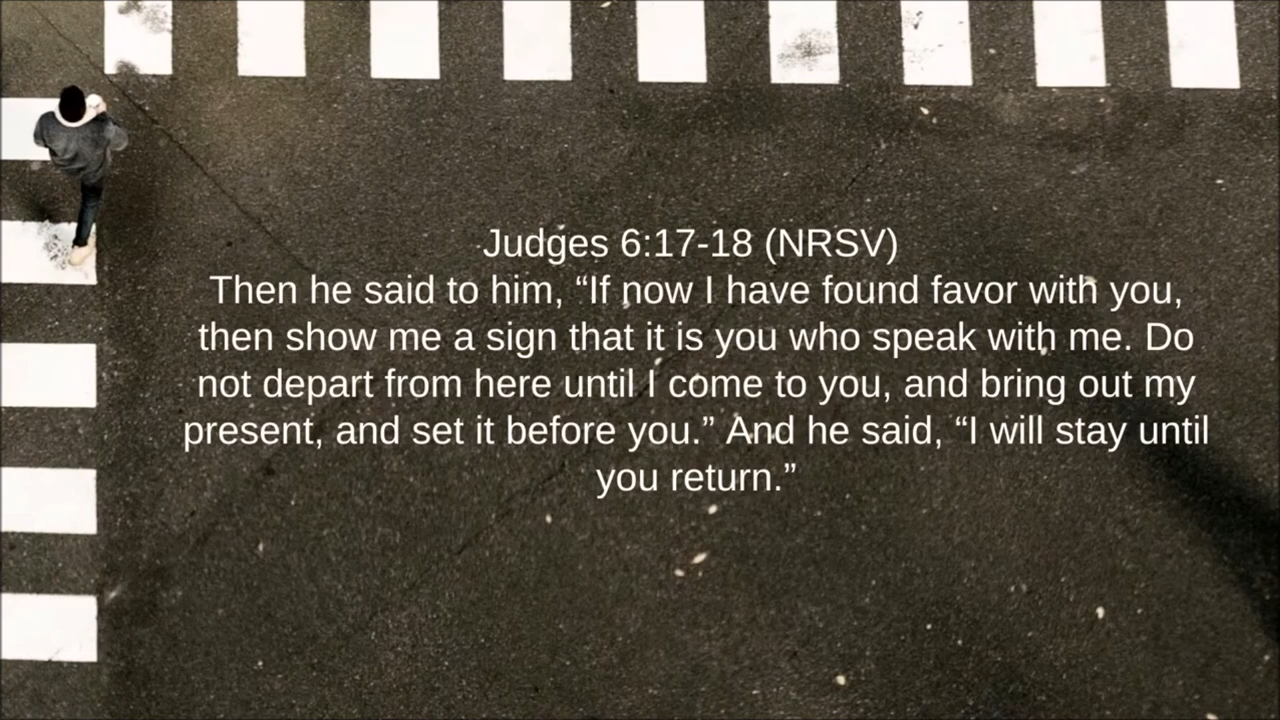 Judges 6:17-18 (NRSV)
Then he said to him, “If now I have found favor with you,
then show me a sign that it is you who speak with me. Do
not depart from here until I come to you, and bring out my
present, and set it before you.” And he said, “I will stay until
you return.”